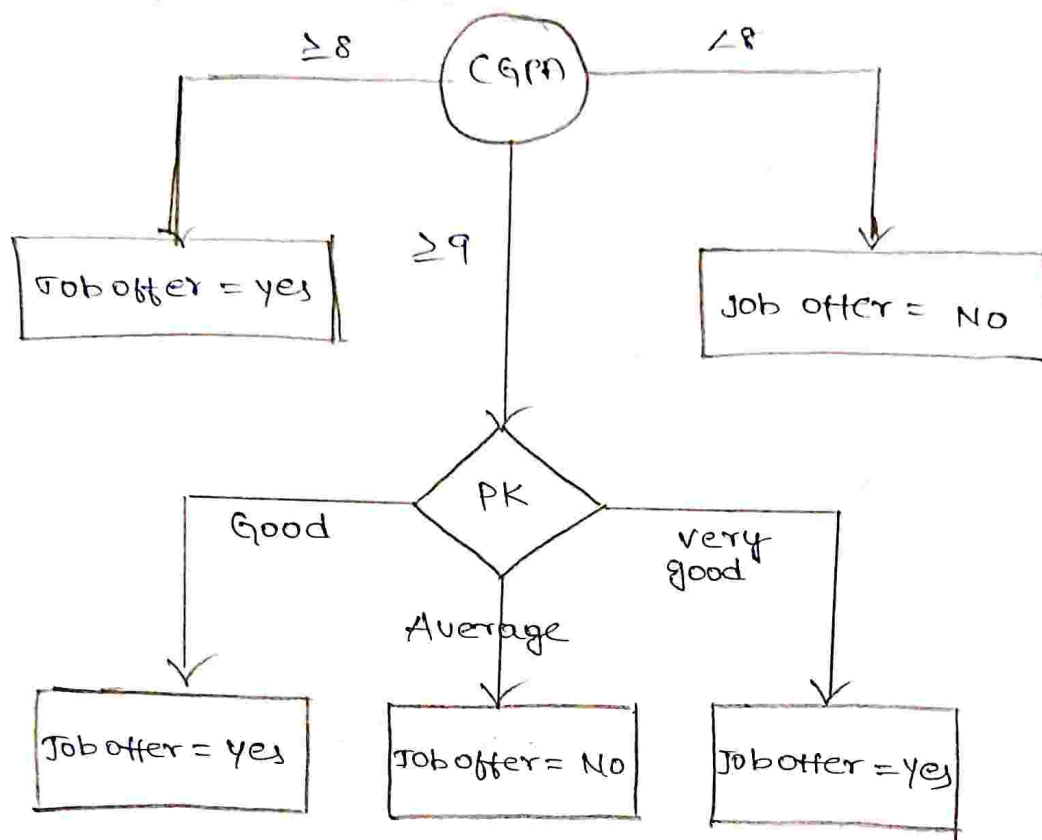 ≥8
CGPA
<8
Job offer = yes
≥9
Job offer = No
PK
Good
very
good
Average
Job offer = yes
Job offer = No
Job offer = yes